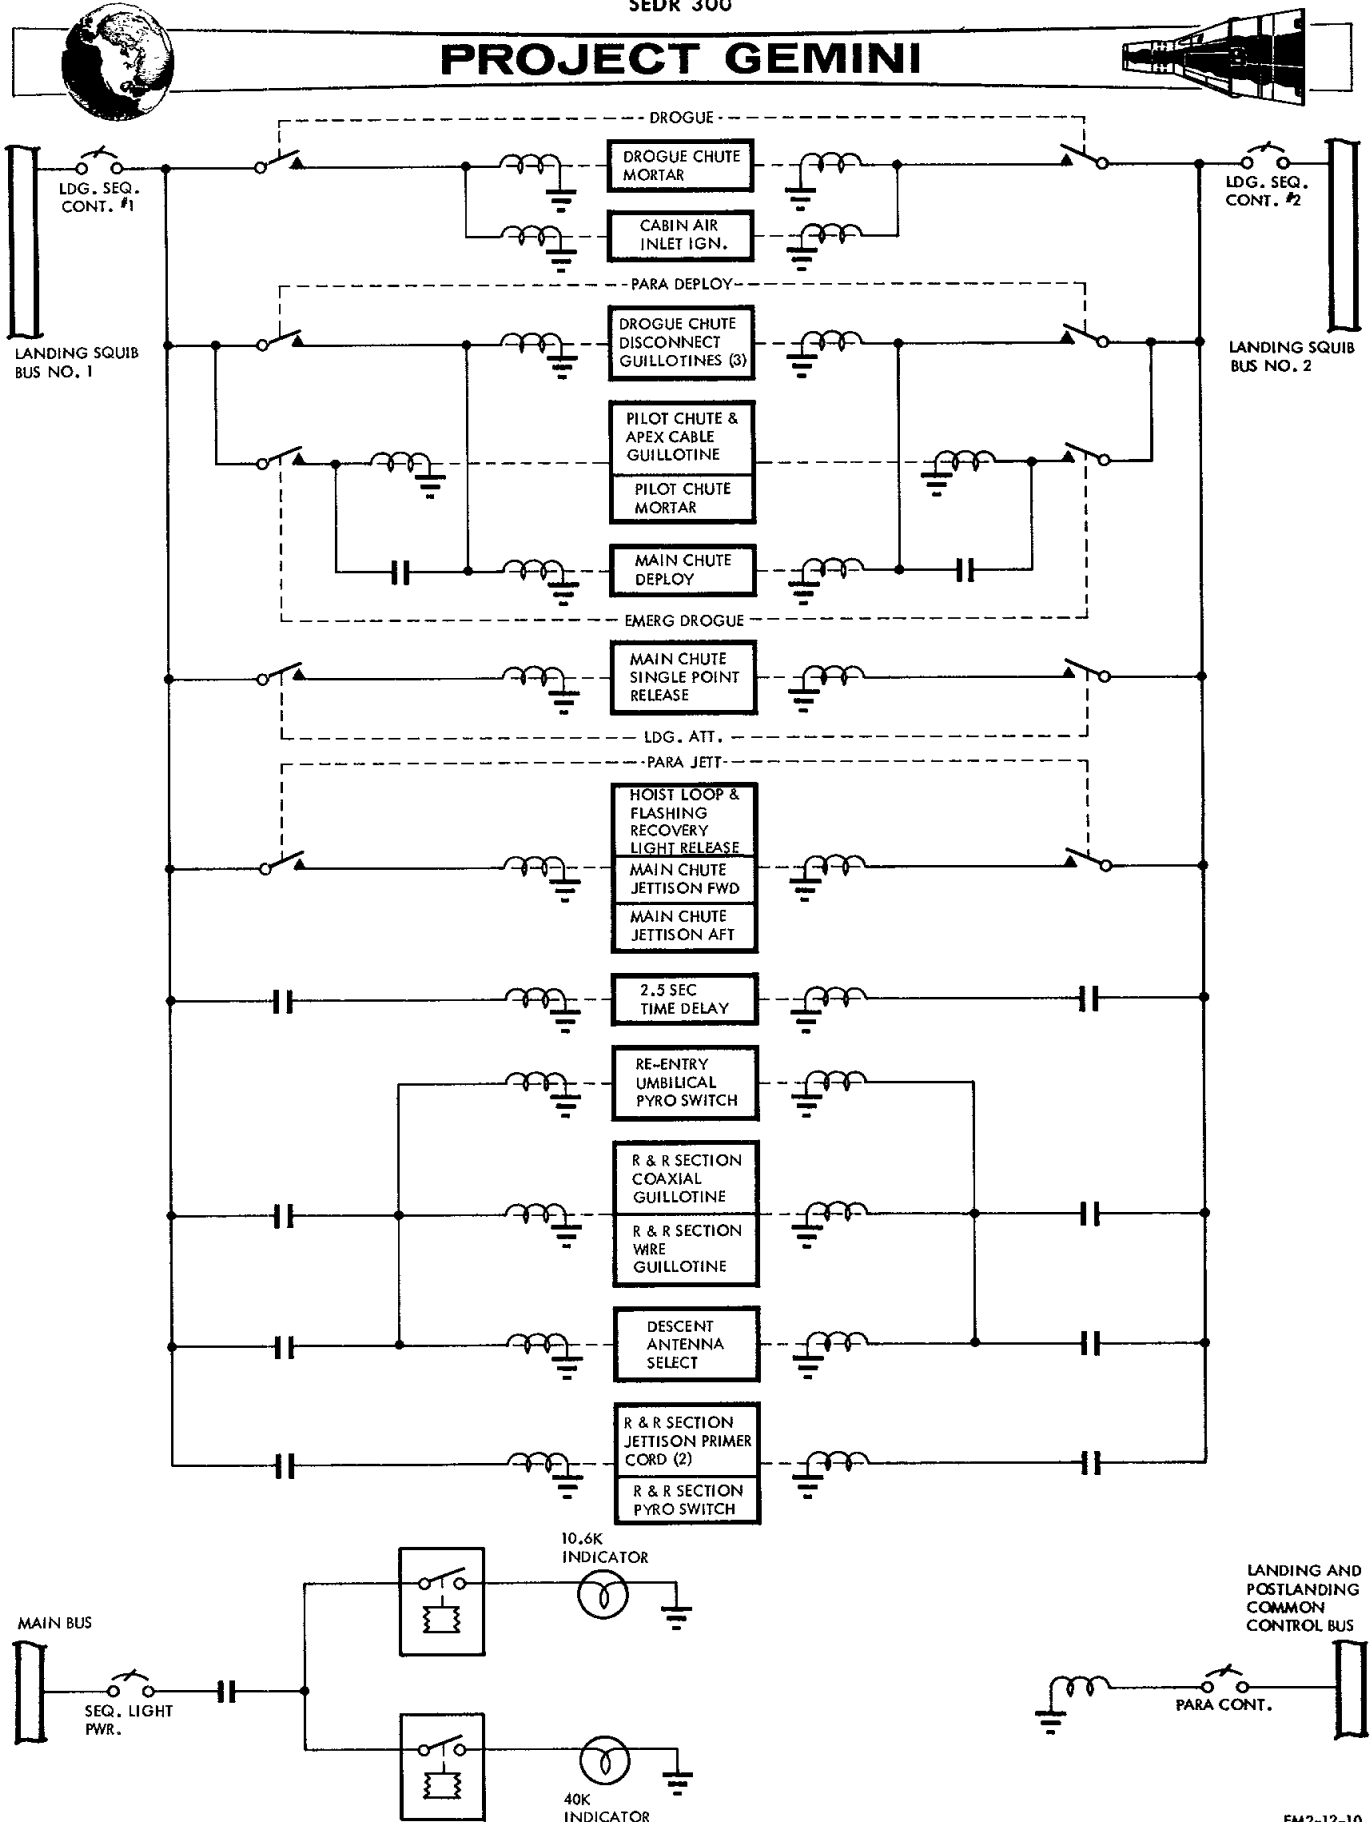 SEDR 300
PROJECT GEMINI
DROGUE
DROGUE CHUTE
MORTAR
LDG. SEQ.
CONT. #1
LDG. SEQ.
CONT. #2
CABIN AIR
INLET IGN.
PARA DEPLOY
DROGUE CHUTE
DISCONNECT
GUILLOTINES (3)
LANDING SQUIB
BUS NO. 1
LANDING SQUIB
BUS NO. 2
PILOT CHUTE &
APEX CABLE
GUILLOTINE
PILOT CHUTE
MORTAR
MAIN CHUTE
DEPLOY
EMERG DROGUE
MAIN CHUTE
SINGLE POINT
RELEASE
LDG. ATT.
PARA JETT
HOIST LOOP &
FLASHING
RECOVERY
LIGHT RELEASE
MAIN CHUTE
JETTISON FWD
MAIN CHUTE
JETTISON AFT
2.5 SEC
TIME DELAY
RE-ENTRY
UMBILICAL
PYRO SWITCH
R & R SECTION
COAXIAL
GUILLOTINE
R & R SECTION
WIRE
GUILLOTINE
DESCENT
ANTENNA
SELECT
R & R SECTION
JETTISON PRIMER
CORD (2)
R & R SECTION
PYRO SWITCH
10.6K
INDICATOR
MAIN BUS
SEQ. LIGHT
PWR.
40K
INDICATOR
LANDING AND
POSTLANDING
COMMON
CONTROL BUS
PARA CONT.
FM2-12-10